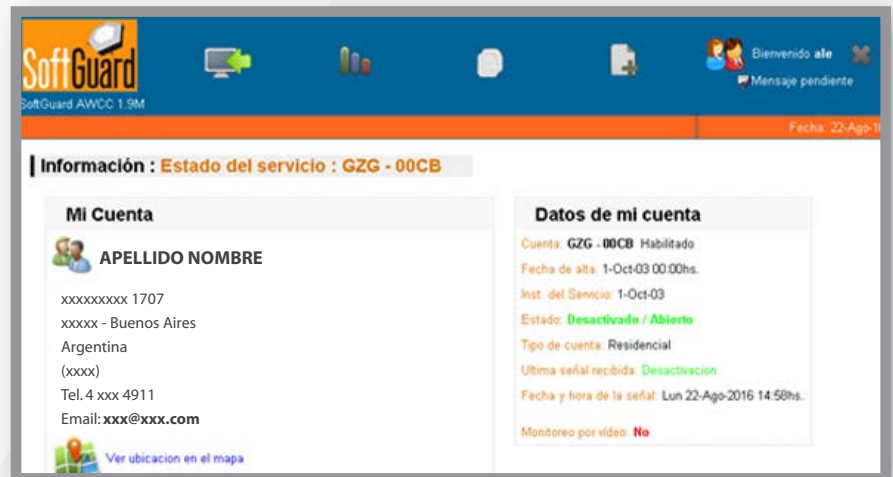 SoftGuard
SoftGuard AWCC 1.9M
Bienvenido ale
Mensaje pendiente
Fecha: 22-Ago-1
Información : Estado del servicio : GZG - 00CB
Mi Cuenta
APELLIDO NOMBRE
xxxxxxxxx 1707
xxxxx - Buenos Aires
Argentina
(xxxx)
Tel. 4 xxx 4911
Email: xxx@xxx.com
Ver ubicacion en el mapa
Datos de mi cuenta
Cuenta: GZG - 00CB Habilitado
Fecha de alta: 1-Oct-03 00:00hs.
Inst. del Servicio: 1-Oct-03
Estado: Desactivado / Abierto
Tipo de cuenta: Residencial
Ultima señal recibida: Desactivacion
Fecha y hora de la señal: Lun 22-Ago-2016 14:58hs.
Monitoreo por vídeo: No